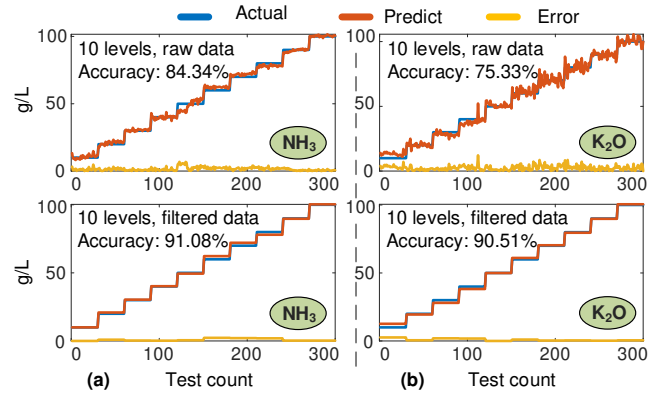 Actual Predict Error
10 levels, raw data
Accuracy: 84.34%
NH₃
g/L
100
50
0
0 100 200 300
10 levels, raw data
Accuracy: 75.33%
K₂O
100
50
0
0 100 200 300
10 levels, filtered data
Accuracy: 91.08%
NH₃
g/L
100
50
0
0 100 200 300
10 levels, filtered data
Accuracy: 90.51%
K₂O
100
50
0
0 100 200 300
(a) Test count (b) Test count